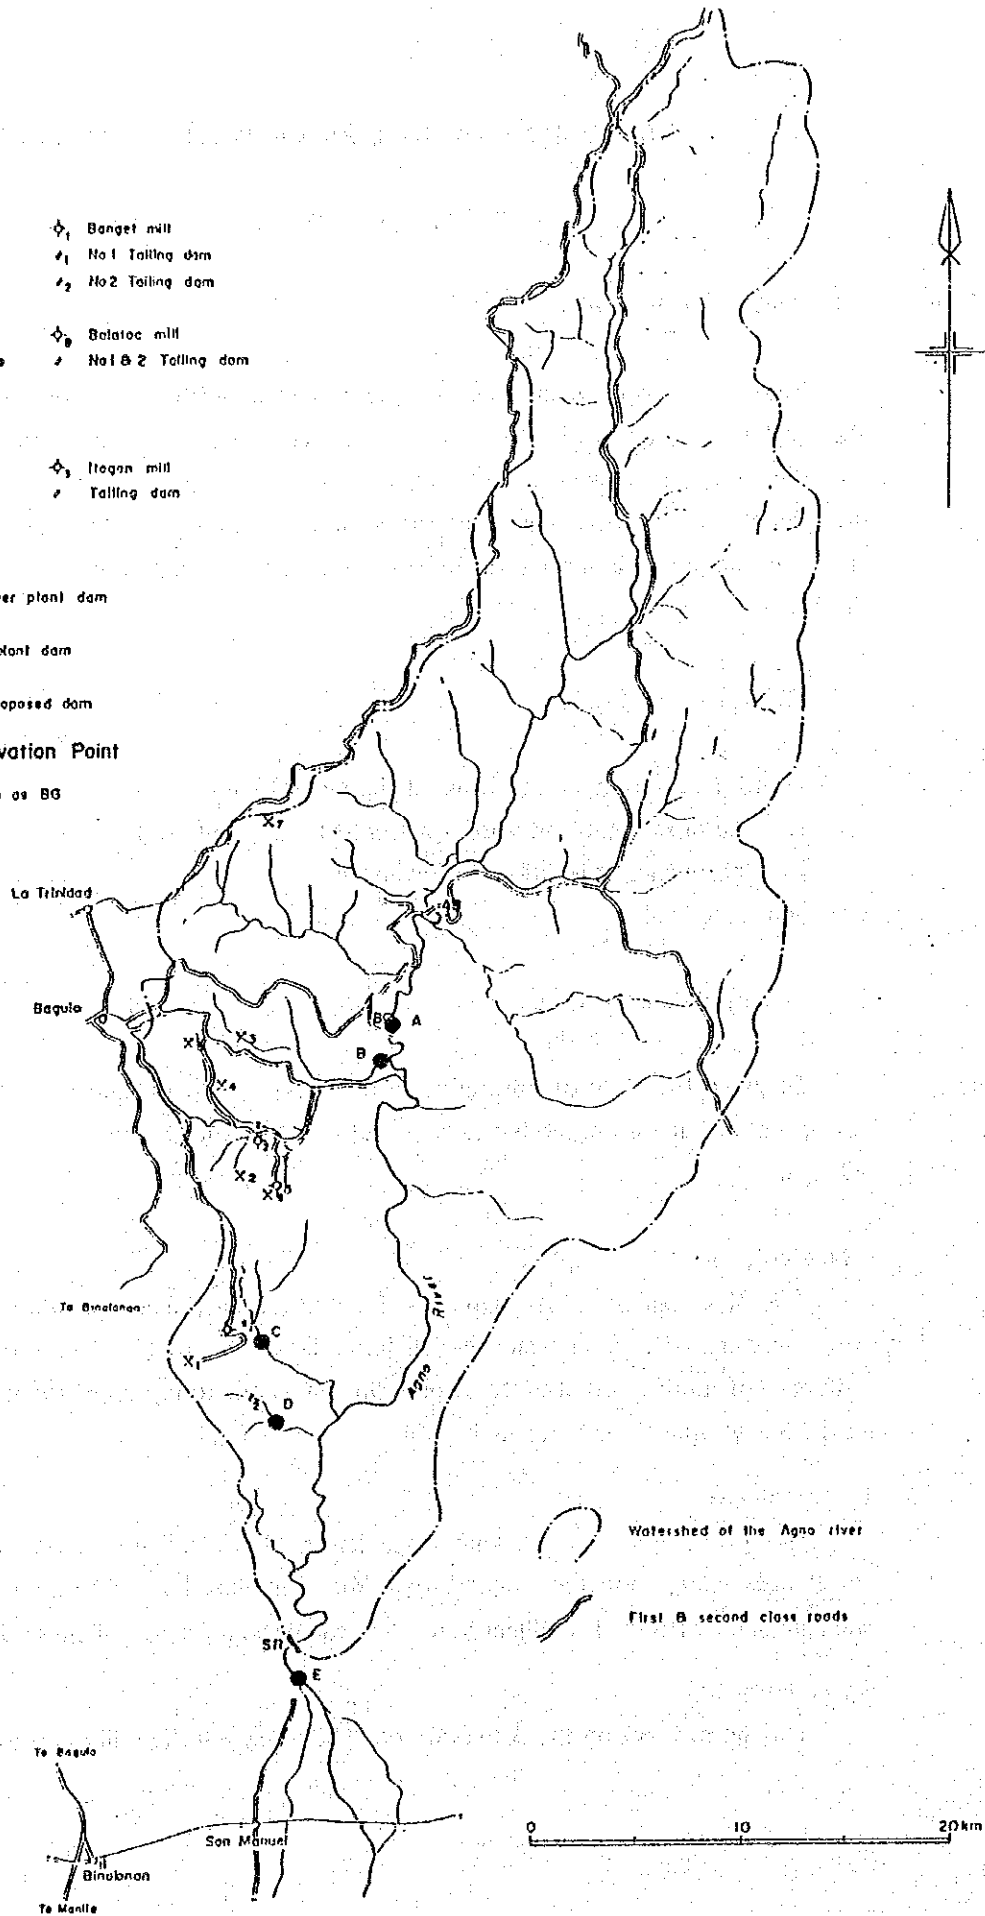 Banget mill
No 1 Tailing dam
No 2 Tailing dam
Balatoc mill
No 1 & 2 Tailing dam
Itogon mill
Tailing dam
er plant dam
plant dam
oposed dam
vation Point
as BG
X7
La Trinidad
Baguio
BG
A
B
X3
X4
X2
To Binalonan
C
X1
D
River
Agno
Watershed of the Agno river
First & second class roads
SR
E
To Baguio
San Manuel
Binalonan
To Manila
0 10 20km